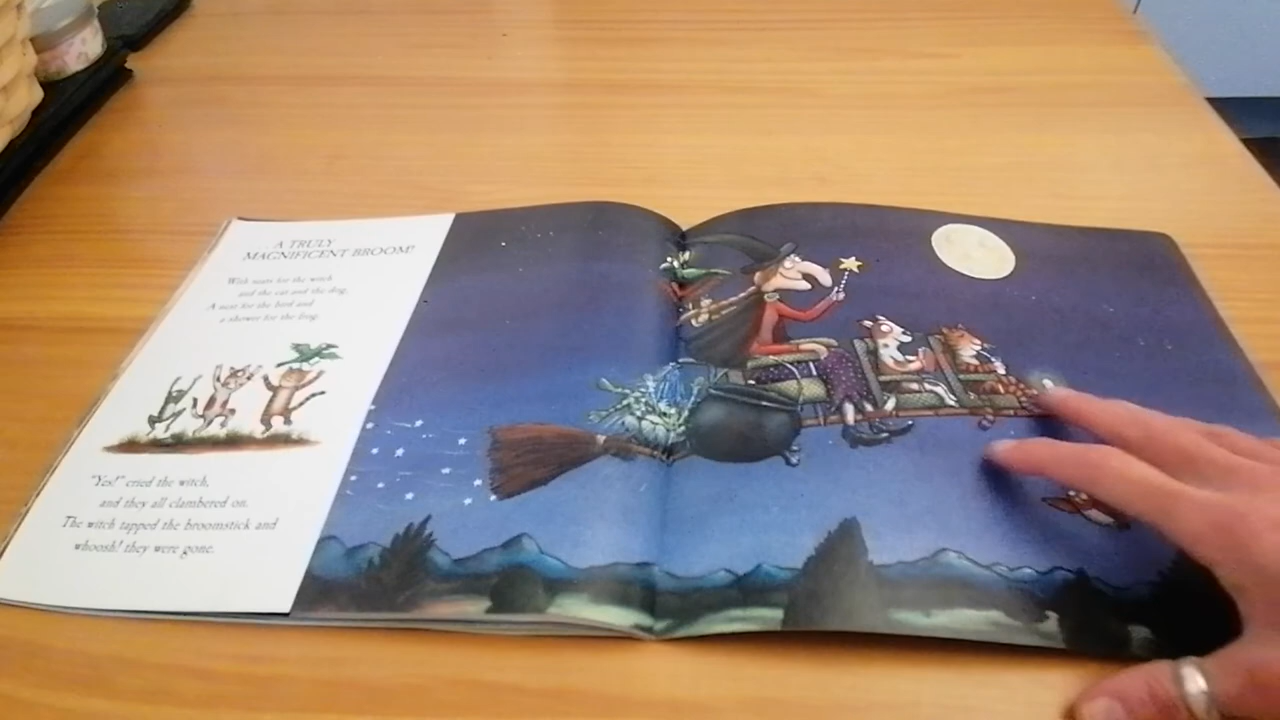 ... A TRULY
MAGNIFICENT BROOM!
With seats for the witch
and the cat and the dog,
A nest for the bird and
a shower for the frog.
"Yes!" cried the witch,
and they all clambered on.
The witch tapped the broomstick and
whoosh! they were gone.